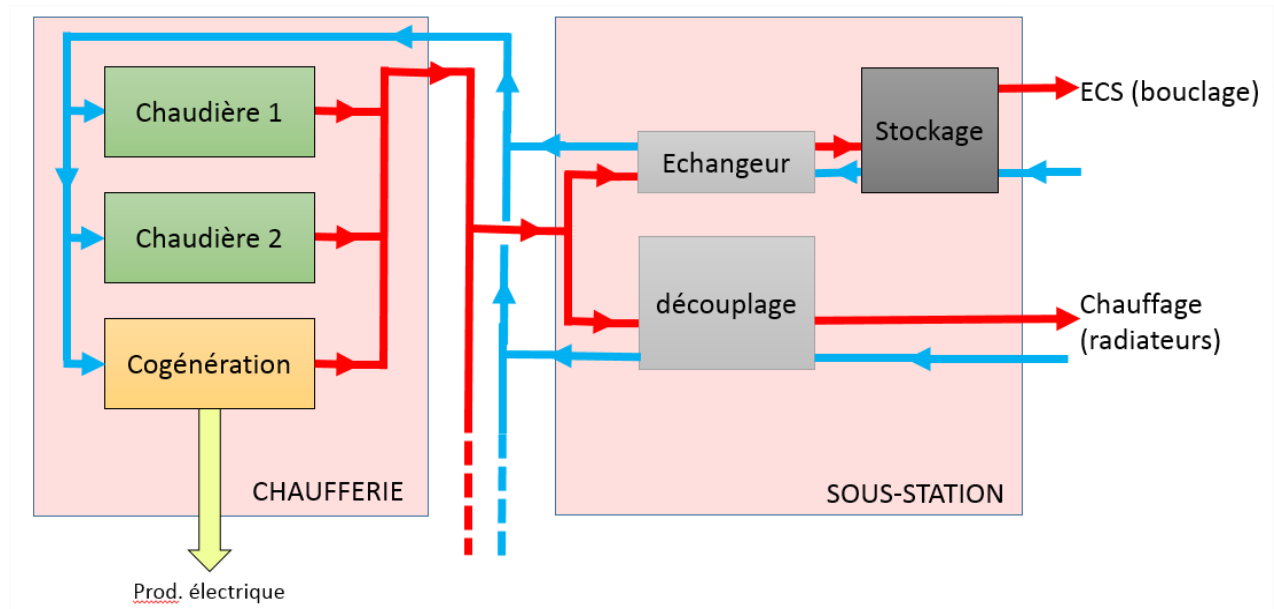 Chaudière 1
Chaudière 2
Cogénération
CHAUFFERIE
Prod. électrique
Echangeur
Stockage
découplage
SOUS-STATION
ECS (bouclage)
Chauffage
(radiateurs)